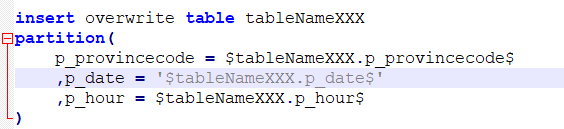 insert overwrite table tableNameXXX
partition(
p_provincecode = $tableNameXXX.p_provincecode$
,p_date = '$tableNameXXX.p_date$'
,p_hour = $tableNameXXX.p_hour$
)